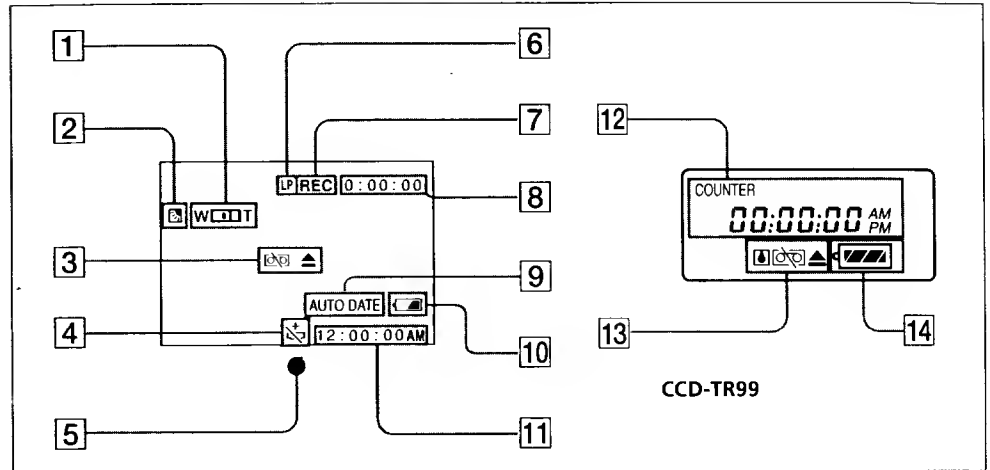 1
6
7
2
12
LP REC 0:00:00
8
COUNTER
W T
00:00:00 AM
PM
3
9
AUTO DATE
4
10
13
14
12:00:00AM
CCD-TR99
5
11